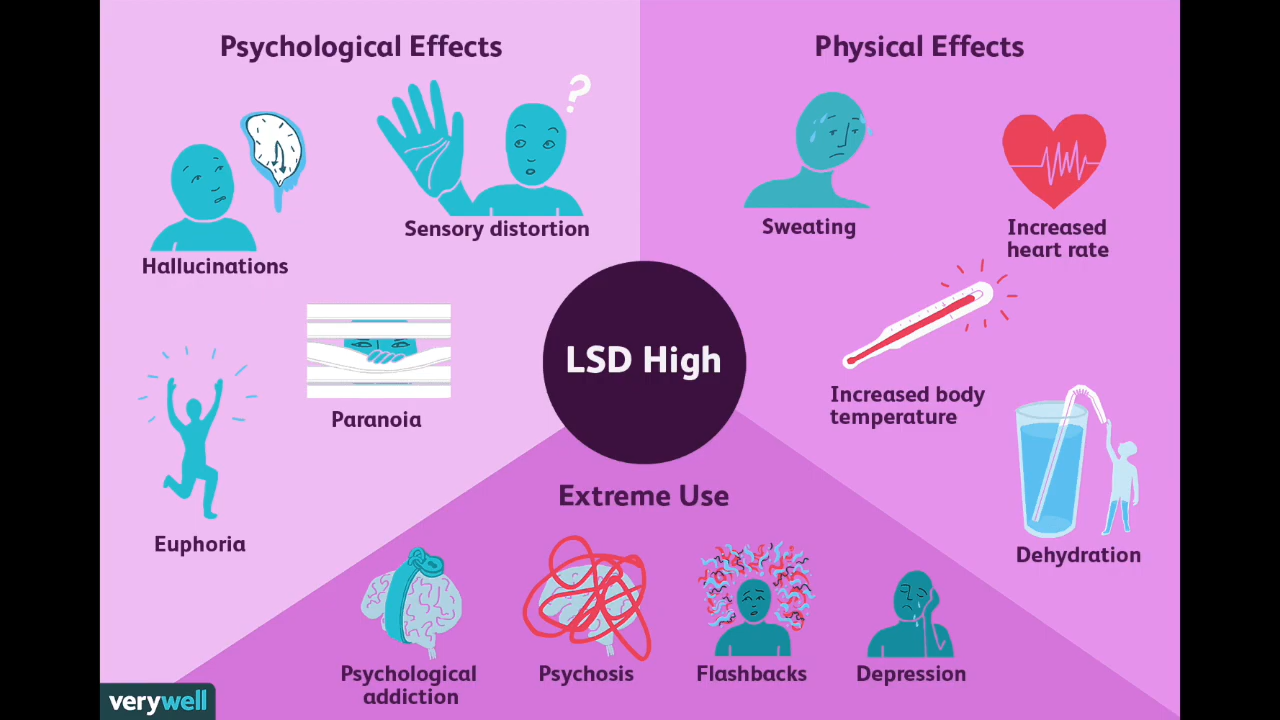 Psychological Effects
Hallucinations
?
Sensory distortion
Euphoria
Paranoia
LSD High
Physical Effects
Sweating
Increased
heart rate
Increased body
temperature
Dehydration
Extreme Use
Psychological
addiction
Psychosis
Flashbacks
Depression
verywell